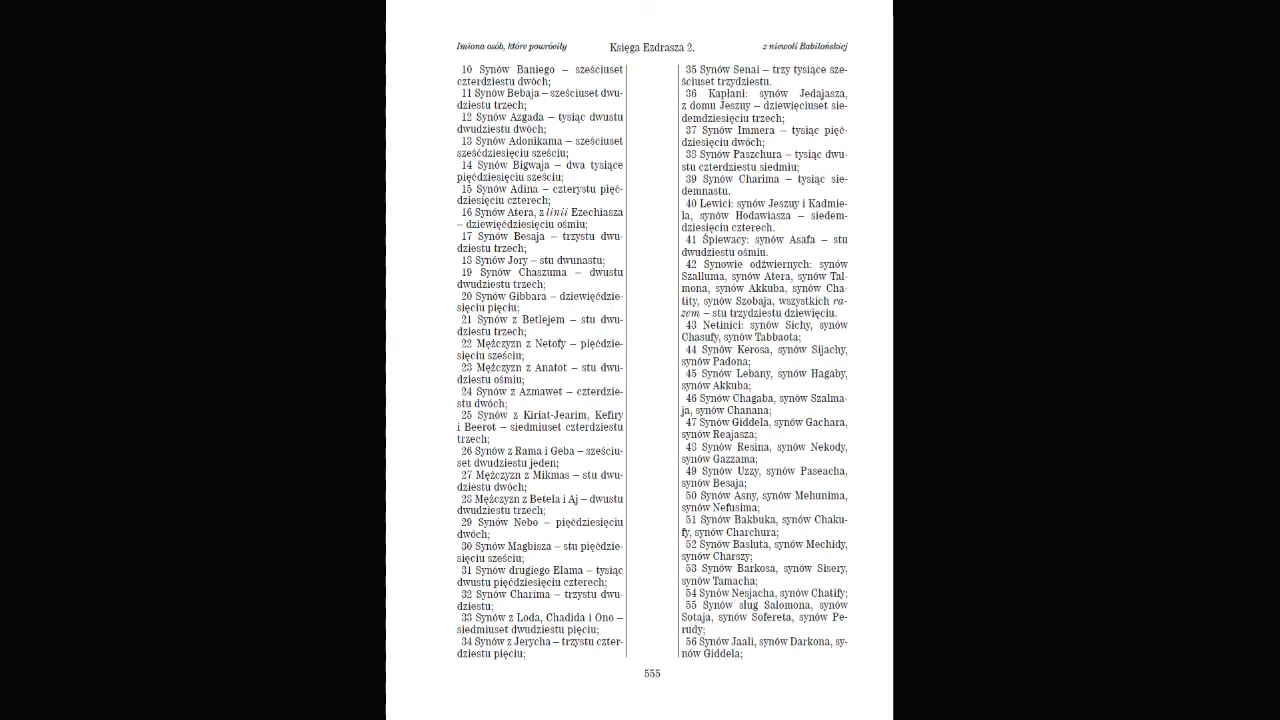 Imiona osób, które powróciły
Księga Ezdrasza 2.
z niewoli Babilońskiej
10 Synów Baniego – sześciuset
czterdziestu dwóch;
11 Synów Bebaja – sześciuset dwu-
dziestu trzech;
12 Synów Azgada – tysiąc dwustu
dwudziestu dwóch;
13 Synów Adonikama – sześciuset
sześćdziesięciu sześciu;
14 Synów Bigwaja – dwa tysiące
pięćdziesięciu sześciu;
15 Synów Adina – czterystu pięć-
dziesięciu czterech;
16 Synów Atera, z linii Ezechiasza
– dziewięćdziesięciu ośmiu;
17 Synów Besaja – trzystu dwu-
dziestu trzech;
18 Synów Jory – stu dwunastu;
19 Synów Chaszuma – dwustu
dwudziestu trzech;
20 Synów Gibbara – dziewięćdzie-
sięciu pięciu;
21 Synów z Betlejem – stu dwu-
dziestu trzech;
22 Mężczyzn z Netofy – pięćdzie-
sięciu sześciu;
23 Mężczyzn z Anatot – stu dwu-
dziestu ośmiu;
24 Synów z Azmawet – czterdzie-
stu dwóch;
25 Synów z Kiriat-Jearim, Kefiry
i Beerot – siedmiuset czterdziestu
trzech;
26 Synów z Rama i Geba – sześciu-
set dwudziestu jeden;
27 Mężczyzn z Mikmas – stu dwu-
dziestu dwóch;
28 Mężczyzn z Betela i Aj – dwustu
dwudziestu trzech;
29 Synów Nebo – pięćdziesięciu
dwóch;
30 Synów Magbisza – stu pięćdzie-
sięciu sześciu;
31 Synów drugiego Elama – tysiąc
dwustu pięćdziesięciu czterech;
32 Synów Charima – trzystu dwu-
dziestu;
33 Synów z Loda, Chadida i Ono –
siedmiuset dwudziestu pięciu;
34 Synów z Jerycha – trzystu czter-
dziestu pięciu;
35 Synów Senai – trzy tysiące sze-
ściuset trzydziestu.
36 Kapłani: synów Jedajasza,
z domu Jeszuy – dziewięciuset sie-
demdziesięciu trzech;
37 Synów Immera – tysiąc pięć-
dziesięciu dwóch;
38 Synów Paszchura – tysiąc dwu-
stu czterdziestu siedmiu;
39 Synów Charima – tysiąc sie-
demnastu.
40 Lewici: synów Jeszuy i Kadmie-
la, synów Hodawiasza – siedem-
dziesięciu czterech.
41 Śpiewacy: synów Asafa – stu
dwudziestu ośmiu.
42 Synowie odźwiernych: synów
Szalluma, synów Atera, synów Tal-
mona, synów Akkuba, synów Cha-
tity, synów Szobaja, wszystkich ra-
zem – stu trzydziestu dziewięciu.
43 Netinici: synów Sichy, synów
Chasufy, synów Tabbaota;
44 Synów Kerosa, synów Sijachy,
synów Padona;
45 Synów Lebany, synów Hagaby,
synów Akkuba;
46 Synów Chagaba, synów Szalma-
ja, synów Chanana;
47 Synów Giddela, synów Gachara,
synów Reajasza;
48 Synów Resina, synów Nekody,
synów Gazzama;
49 Synów Uzzy, synów Paseacha,
synów Besaja;
50 Synów Asny, synów Mehunima,
synów Nefusima;
51 Synów Bakbuka, synów Chaku-
fy, synów Charchura;
52 Synów Basluta, synów Mechidy,
synów Charszy;
53 Synów Barkosa, synów Sisery,
synów Tamacha;
54 Synów Nesjacha, synów Chatify;
55 Synów sług Salomona, synów
Sotaja, synów Sofereta, synów Pe-
rudy;
56 Synów Jaali, synów Darkona, sy-
nów Giddela;
555